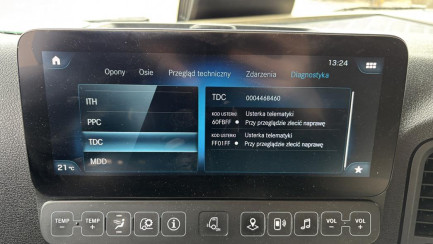 13:24
Opony Osie Przegląd techniczny Zdarzenia Diagnostyka
ITH
PPC
TDC
MDD
TDC 0004468460
KOD USTERKI Usterka telematyki
60FBFF Przy przeglądzie zlecić naprawę
KOD USTERKI Usterka telematyki
FF01FF Przy przeglądzie zlecić naprawę
21°C
TEMP − TEMP + VOL − VOL +